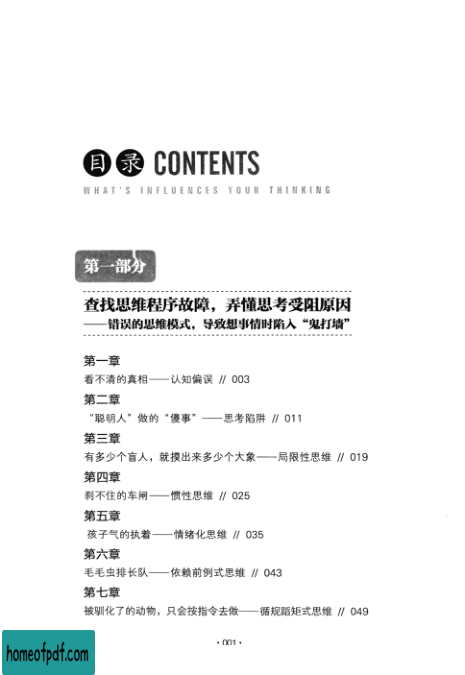 目录 CONTENTS
WHAT'S INFLUENCES YOUR THINKING
第一部分
查找思维程序故障，弄懂思考受阻原因
——错误的思维模式，导致想事情时陷入“鬼打墙”
第一章
看不清的真相——认知偏误 // 003
第二章
“聪明人”做的“傻事”——思考陷阱 // 011
第三章
有多少个盲人，就摸出来多少个大象——局限性思维 // 019
第四章
刹不住的车闸——惯性思维 // 025
第五章
孩子气的执着——情绪化思维 // 035
第六章
毛毛虫排长队——依赖前例式思维 // 043
第七章
被驯化了的动物，只会按指令去做——循规蹈矩式思维 // 049
· 001 ·
homeofpdf.com